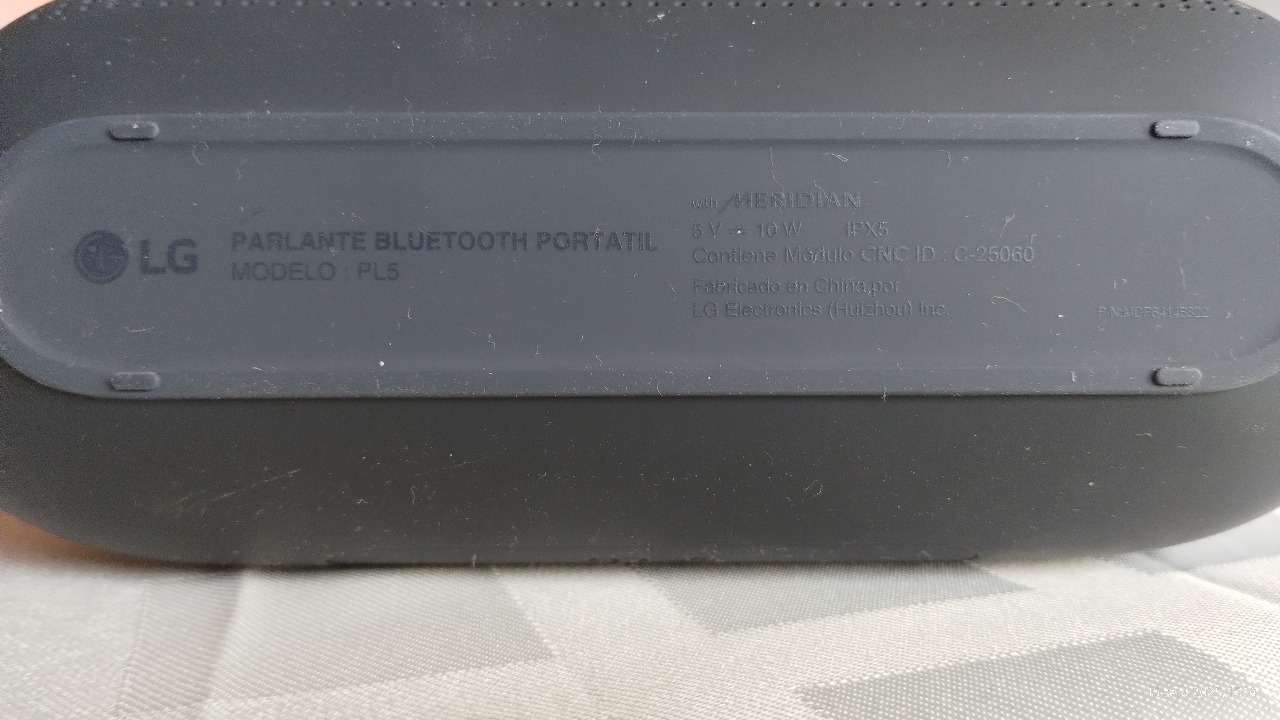 LG
PARLANTE BLUETOOTH PORTATIL
MODELO : PL5
with MERIDIAN
5 V ⎓ 10 W IPX5
Contiene Módulo CNC ID : C-25060
Fabricado en China por
LG Electronics (Huizhou) Inc.